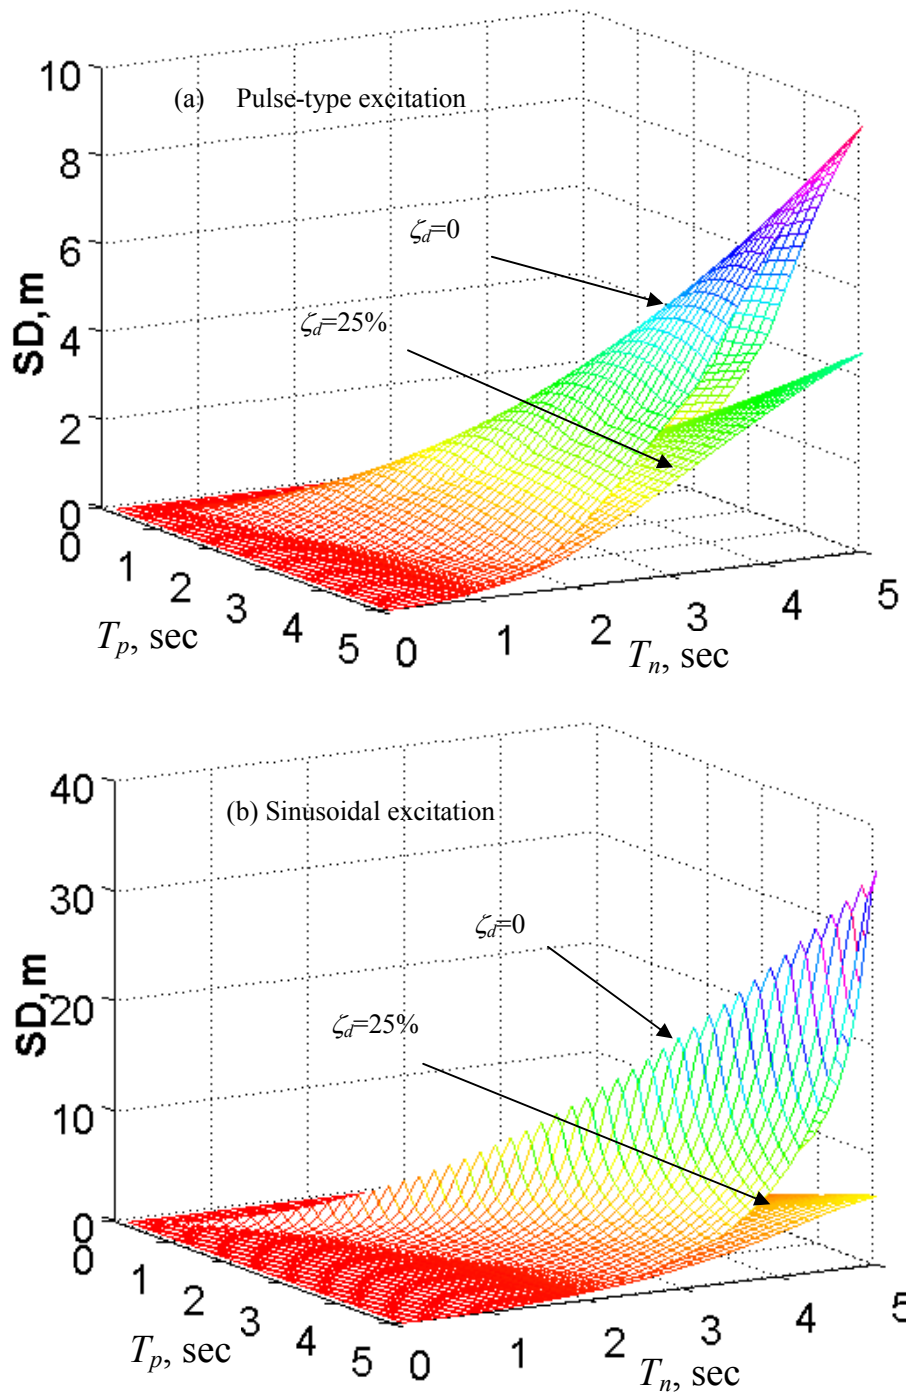 10
(a) Pulse-type excitation
8
ζd=0
6
SD,m
ζd=25%
4
2
0
0
1
2
3
4
5
Tp, sec
0
1
2
3
4
5
Tn, sec
40
(b) Sinusoidal excitation
30
ζd=0
SD,m
20
ζd=25%
10
0
0
1
2
3
4
5
Tp, sec
0
1
2
3
4
5
Tn, sec